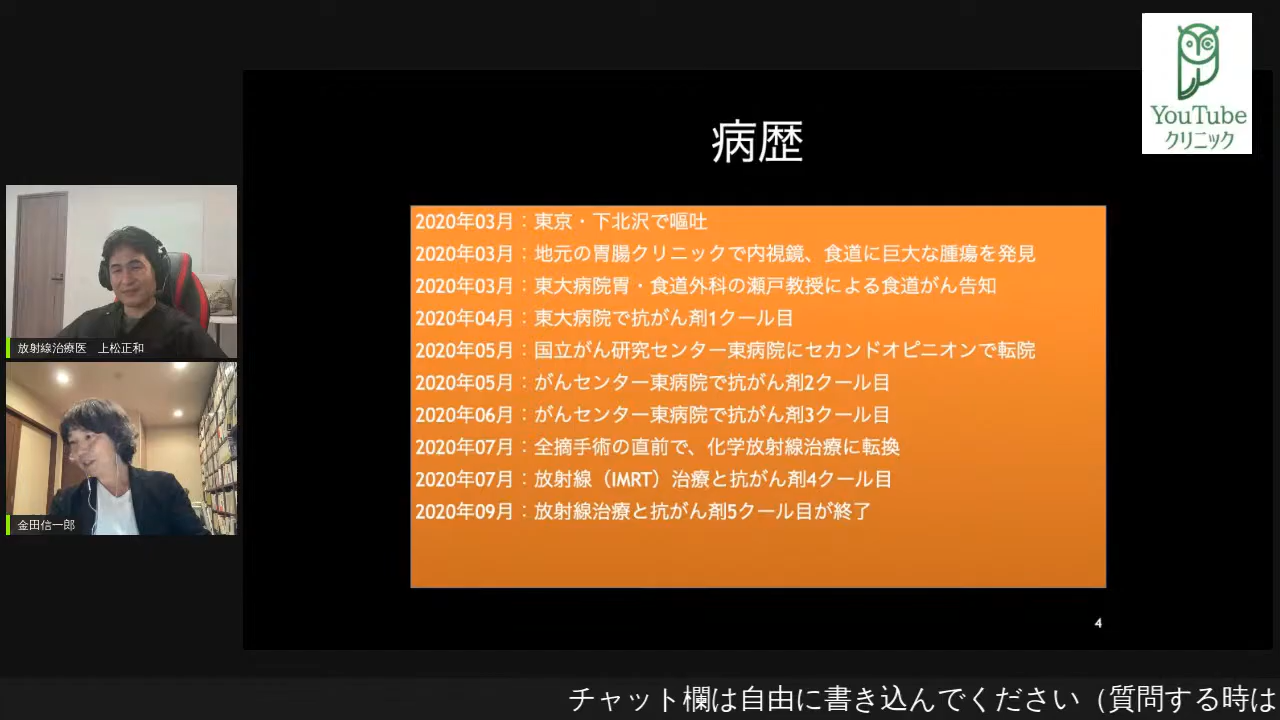 YouTube
クリニック
病歴
2020年03月：東京・下北沢で嘔吐
2020年03月：地元の胃腸クリニックで内視鏡、食道に巨大な腫瘍を発見
2020年03月：東大病院胃・食道外科の瀬戸教授による食道がん告知
2020年04月：東大病院で抗がん剤1クール目
2020年05月：国立がん研究センター東病院にセカンドオピニオンで転院
2020年05月：がんセンター東病院で抗がん剤2クール目
2020年06月：がんセンター東病院で抗がん剤3クール目
2020年07月：全摘手術の直前で、化学放射線治療に転換
2020年07月：放射線（IMRT）治療と抗がん剤4クール目
2020年09月：放射線治療と抗がん剤5クール目が終了
4
放射線治療医　上松正和
金田信一郎
チャット欄は自由に書き込んでください（質問する時は